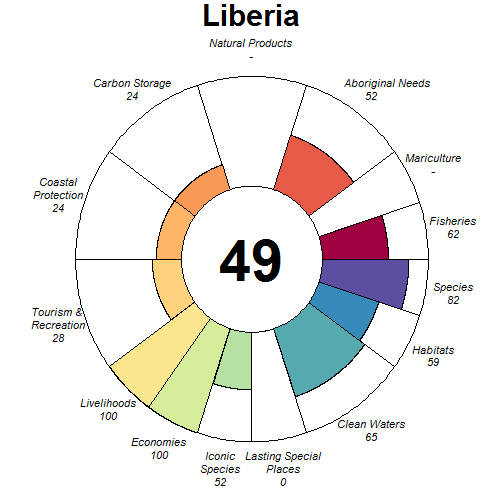 Liberia
Natural Products
-
Carbon Storage
24
Aboriginal Needs
52
Mariculture
-
Coastal
Protection
24
Fisheries
62
49
Species
82
Tourism &
Recreation
28
Habitats
59
Livelihoods
100
Clean Waters
65
Economies
100
Iconic
Species
52
Lasting Special
Places
0